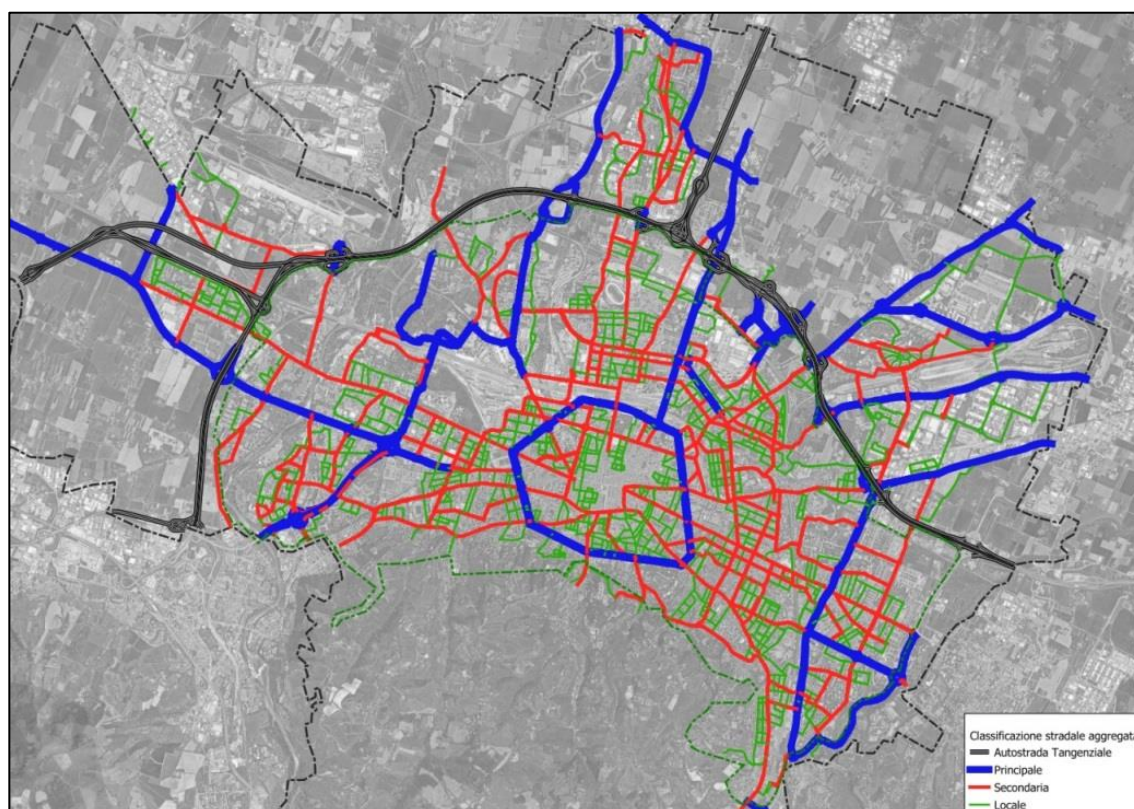 Classificazione stradale aggregata
Autostrada Tangenziale
Principale
Secondaria
Locale